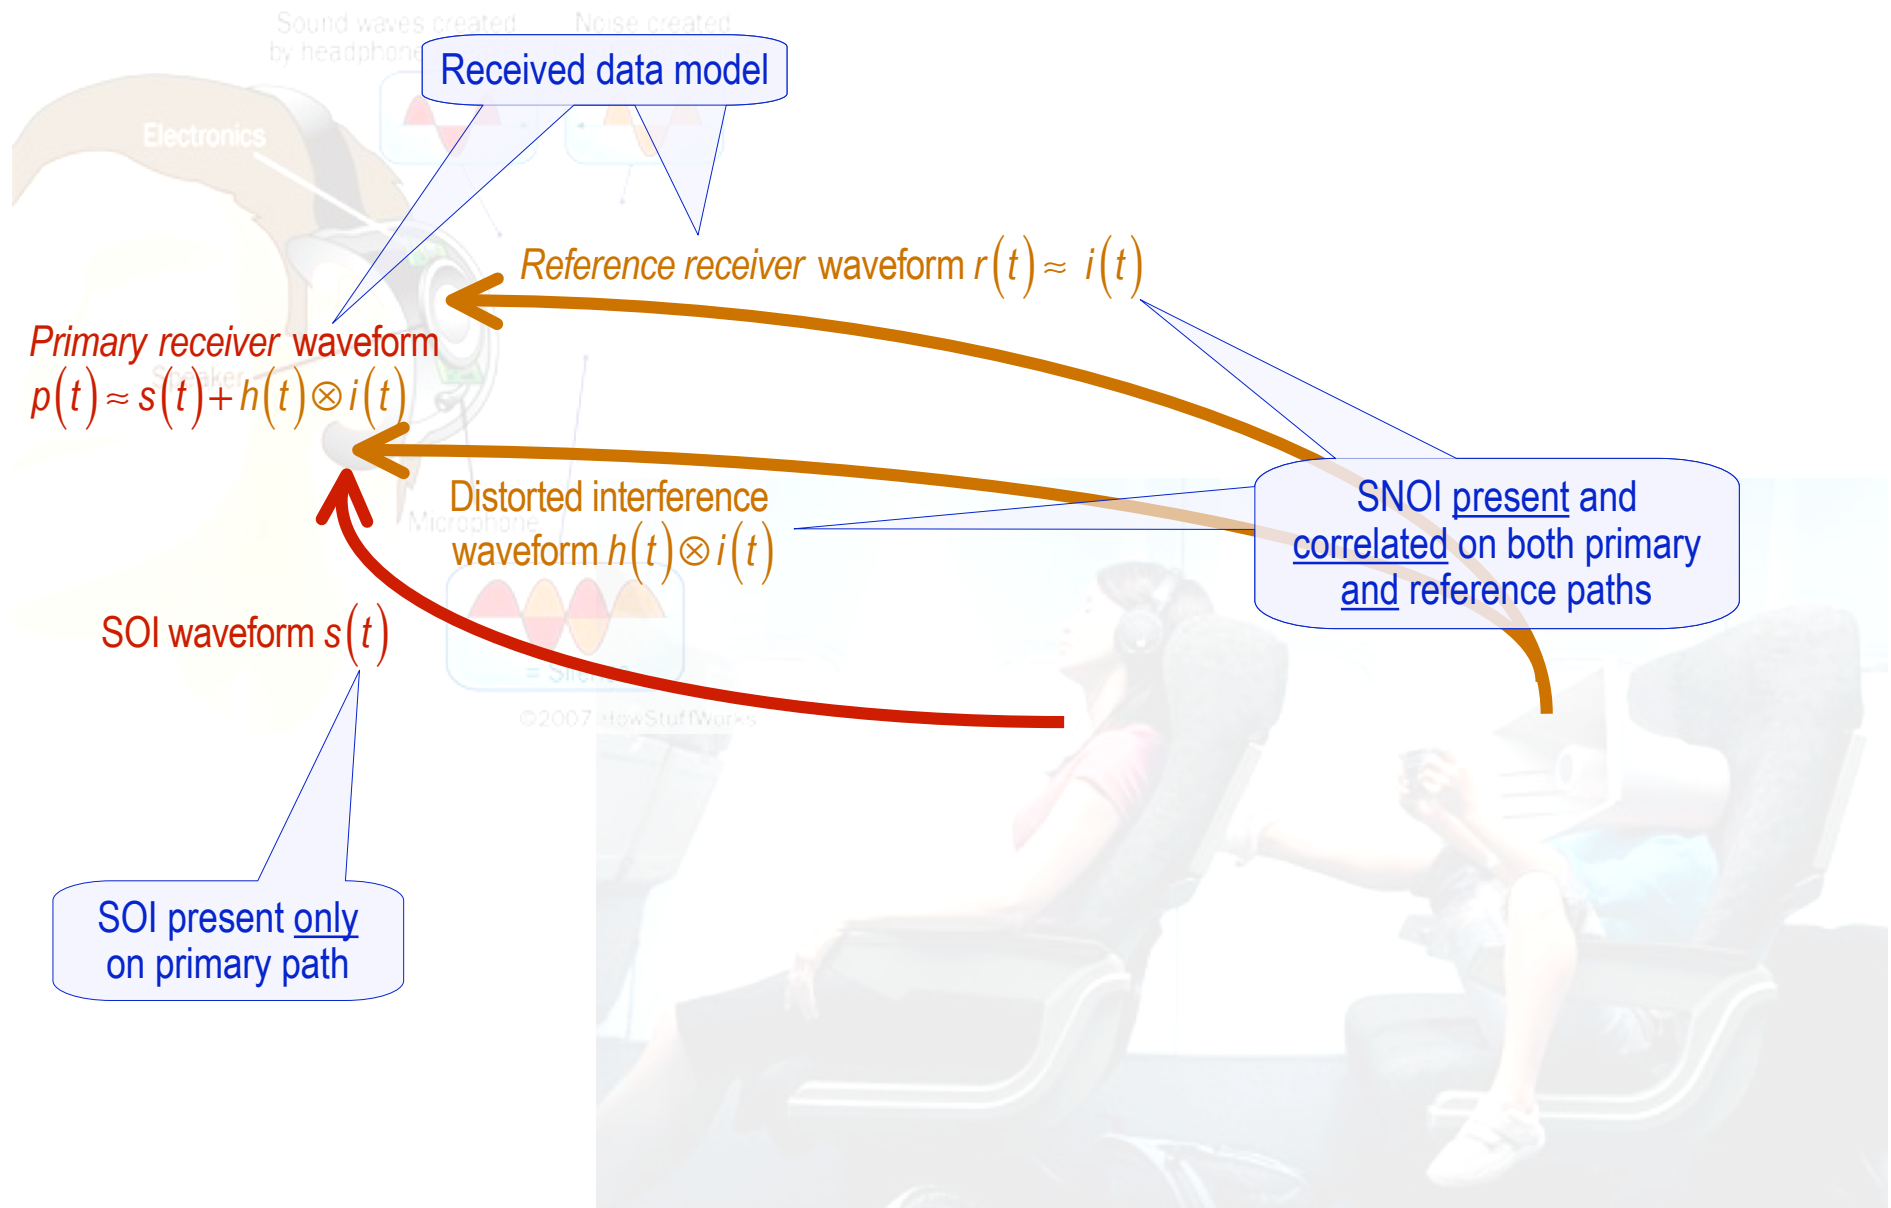 Sound waves created
by headphone
Noise created
Received data model
Electronics
Reference receiver waveform r(t) ≈ i(t)
Primary receiver waveform
Speaker
p(t) ≈ s(t) + h(t) ⊗ i(t)
Distorted interference
Microphone
waveform h(t) ⊗ i(t)
SNOI present and
correlated on both primary
and reference paths
SOI waveform s(t)
©2007 HowStuffWorks
SOI present only
on primary path